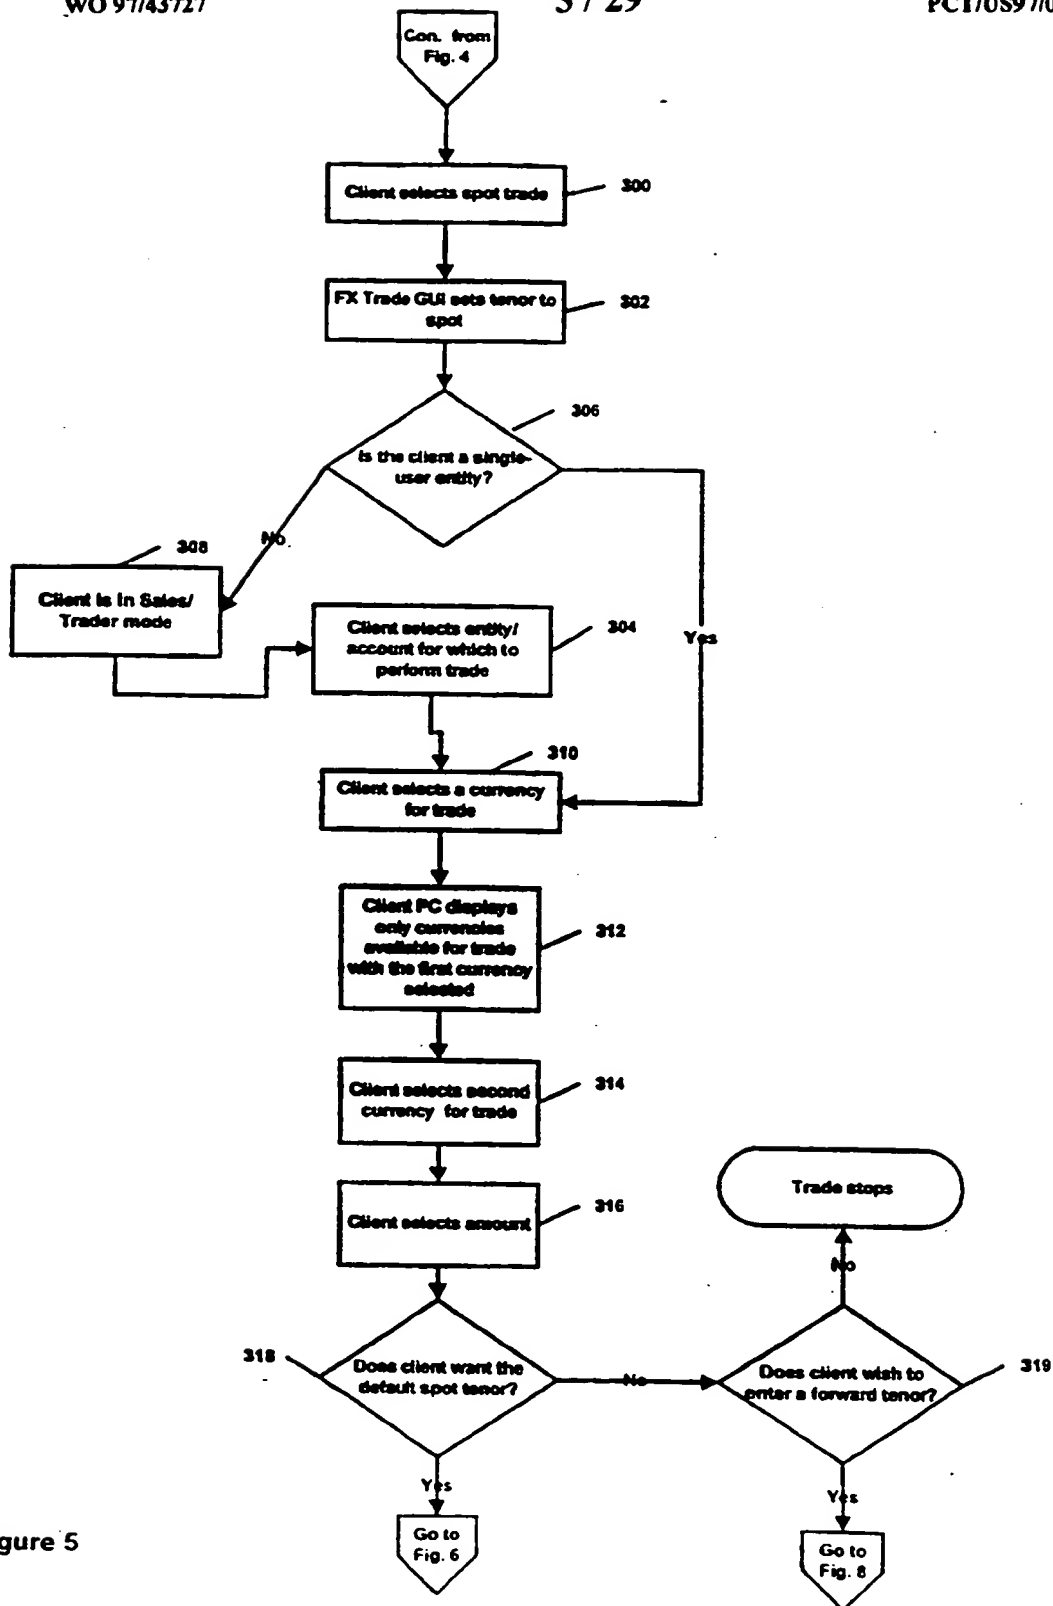 WO 97/43727
5 / 29
Con. from
Fig. 4
Client selects spot trade
300
FX Trade GUI sets tenor to
spot
302
306
Is the client a single-
user entity?
No
308
Client is in Sales/
Trader mode
Client selects entity/
account for which to
perform trade
304
Yes
310
Client selects a currency
for trade
Client PC displays
only currencies
available for trade
with the first currency
selected
312
Client selects second
currency for trade
314
Trade stops
Client selects amount
316
No
318
Does client want the
default spot tenor?
No
Does client wish to
enter a forward tenor?
319
Yes
Yes
Go to
Fig. 6
Go to
Fig. 8
gure 5